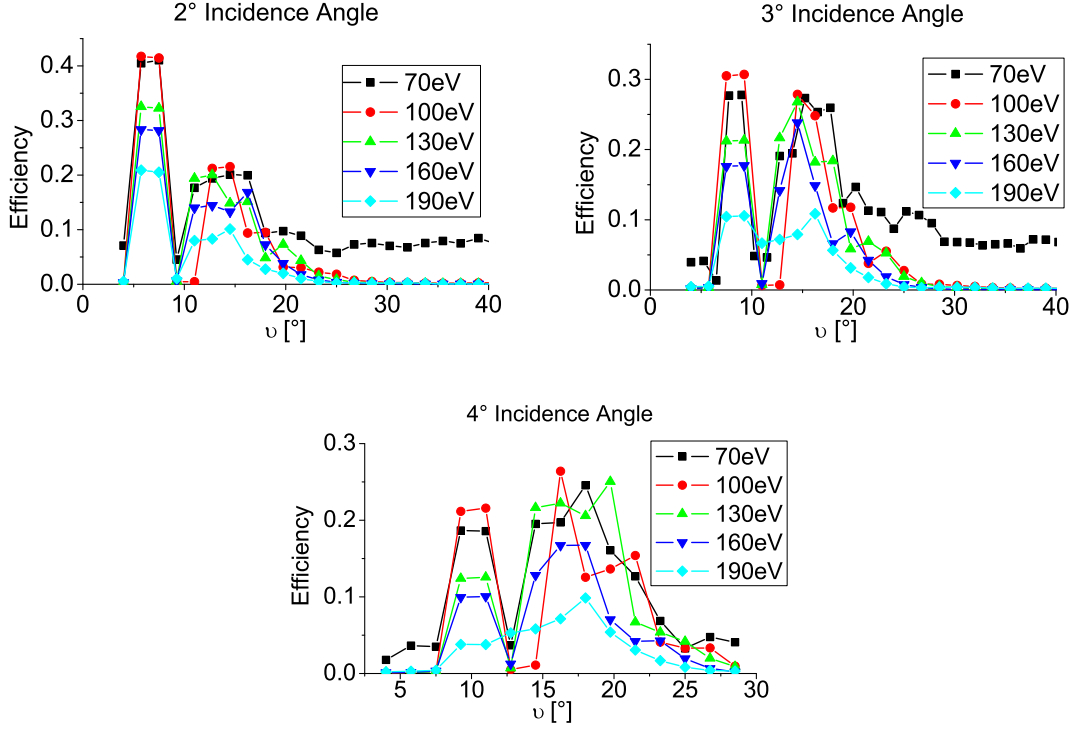 2° Incidence Angle
Efficiency
0.4
0.3
0.2
0.1
0.0
0 10 20 30 40
υ [°]
70eV
100eV
130eV
160eV
190eV
3° Incidence Angle
Efficiency
0.3
0.2
0.1
0.0
0 10 20 30 40
υ [°]
70eV
100eV
130eV
160eV
190eV
4° Incidence Angle
Efficiency
0.3
0.2
0.1
0.0
5 10 15 20 25 30
υ [°]
70eV
100eV
130eV
160eV
190eV